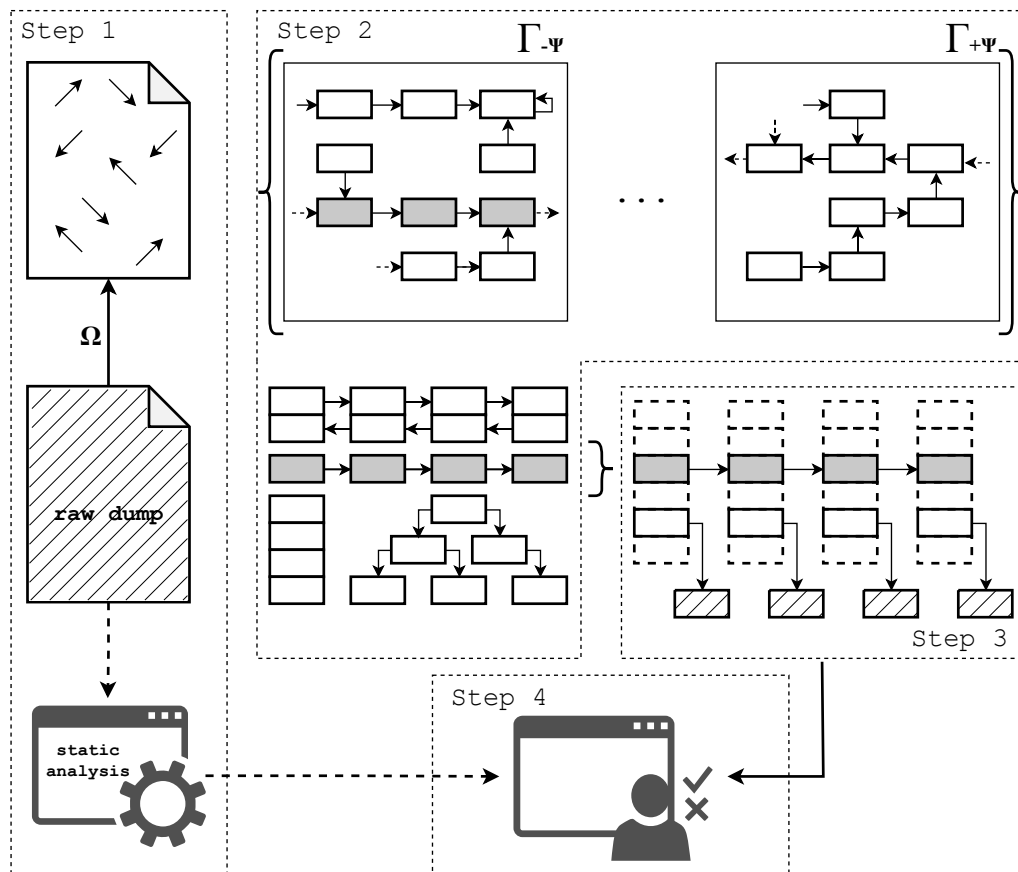 Step 1
Step 2
Γ-Ψ
Γ+Ψ
. . .
Ω
raw dump
Step 3
Step 4
static
analysis